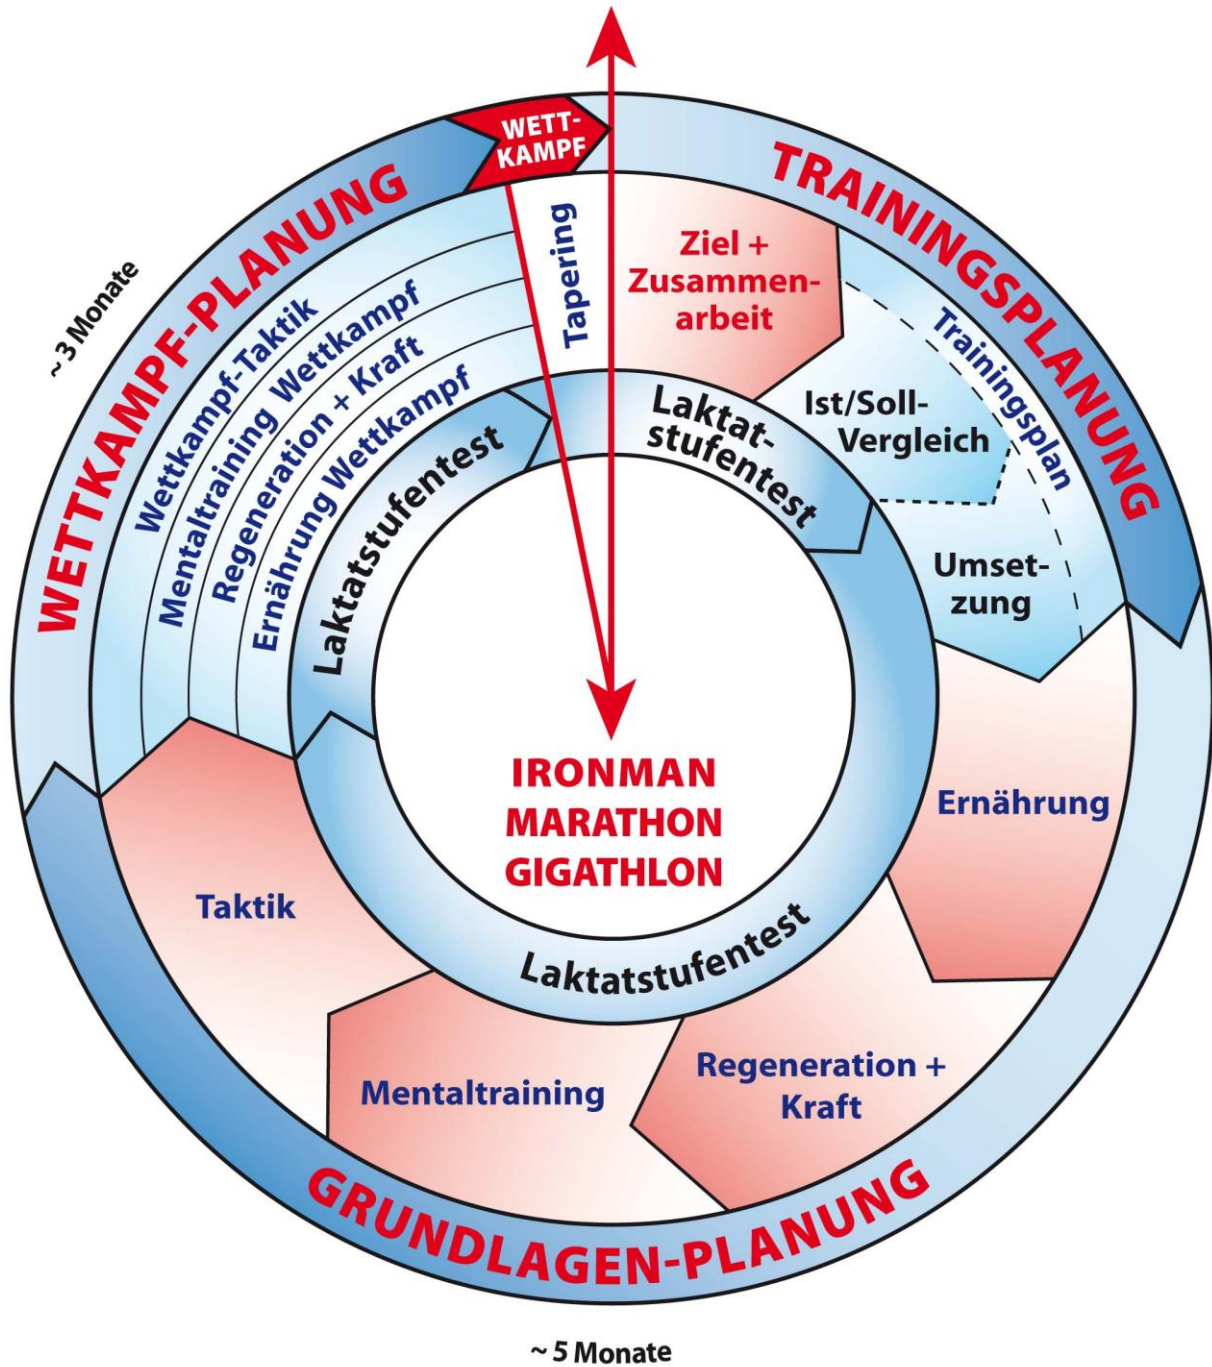 WETT-
KAMPF
TRAININGSPLANUNG
Ziel +
Zusammen-
arbeit
Trainingsplan
Ist/Soll-
Vergleich
Umset-
zung
Laktat-
stufentest
Ernährung
Regeneration +
Kraft
Mentaltraining
Taktik
Laktatstufentest
GRUNDLAGEN-PLANUNG
~ 5 Monate
WETTKAMPF-PLANUNG
~ 3 Monate
Wettkampf-Taktik
Mentaltraining Wettkampf
Regeneration + Kraft
Ernährung Wettkampf
Laktatstufentest
Tapering
IRONMAN
MARATHON
GIGATHLON